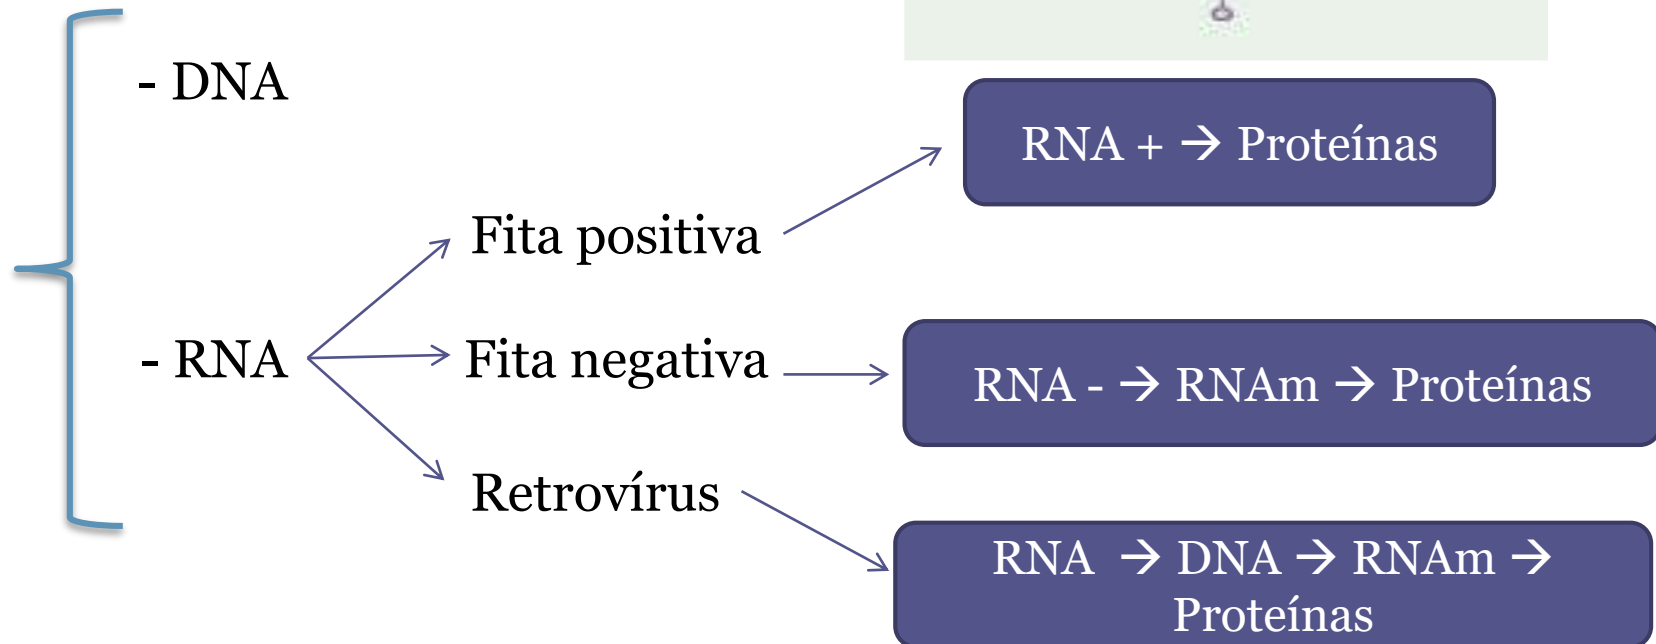 - DNA
RNA + → Proteínas
Fita positiva
- RNA
Fita negativa
RNA - → RNAm → Proteínas
Retrovírus
RNA → DNA → RNAm →
Proteínas